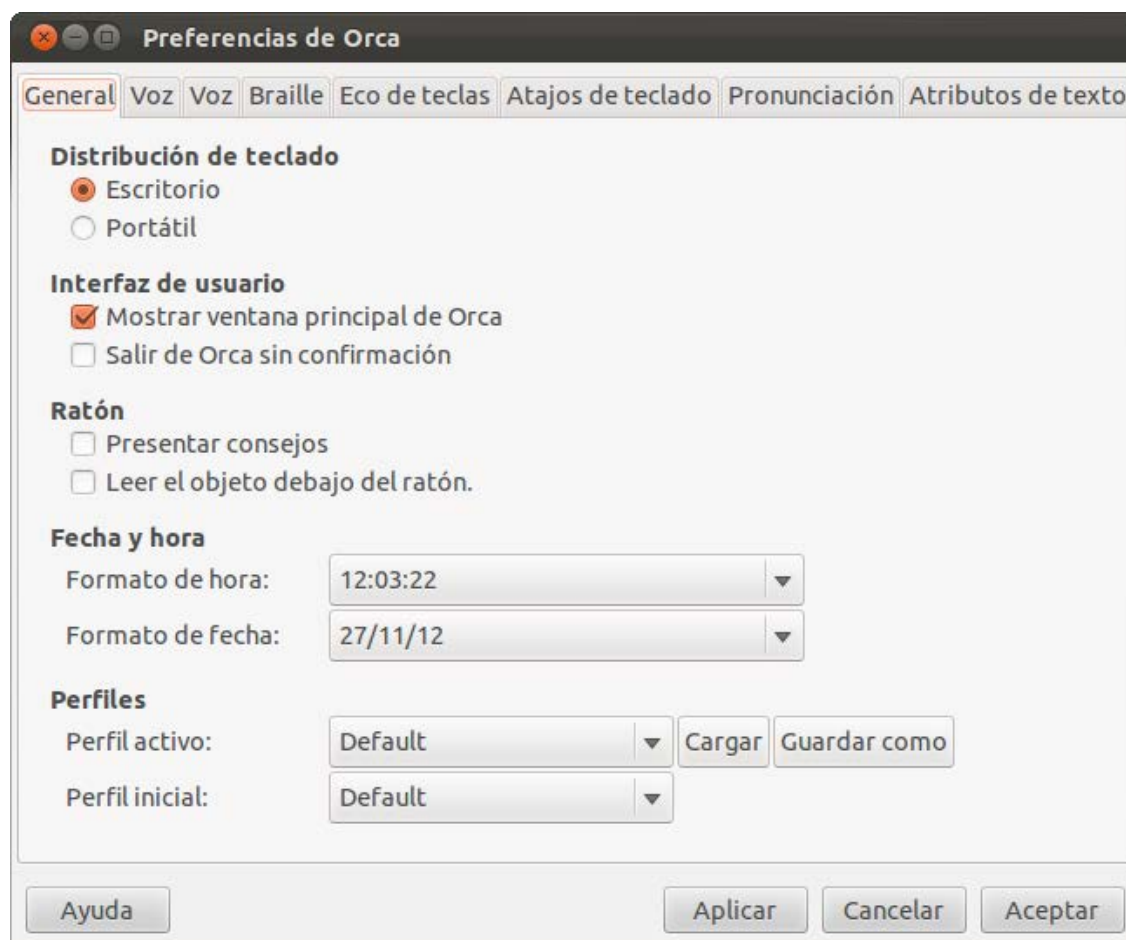 Preferencias de Orca
General Voz Voz Braille Eco de teclas Atajos de teclado Pronunciación Atributos de texto
Distribución de teclado
Escritorio
Portátil
Interfaz de usuario
Mostrar ventana principal de Orca
Salir de Orca sin confirmación
Ratón
Presentar consejos
Leer el objeto debajo del ratón.
Fecha y hora
Formato de hora: 12:03:22
Formato de fecha: 27/11/12
Perfiles
Perfil activo: Default Cargar Guardar como
Perfil inicial: Default
Ayuda Aplicar Cancelar Aceptar